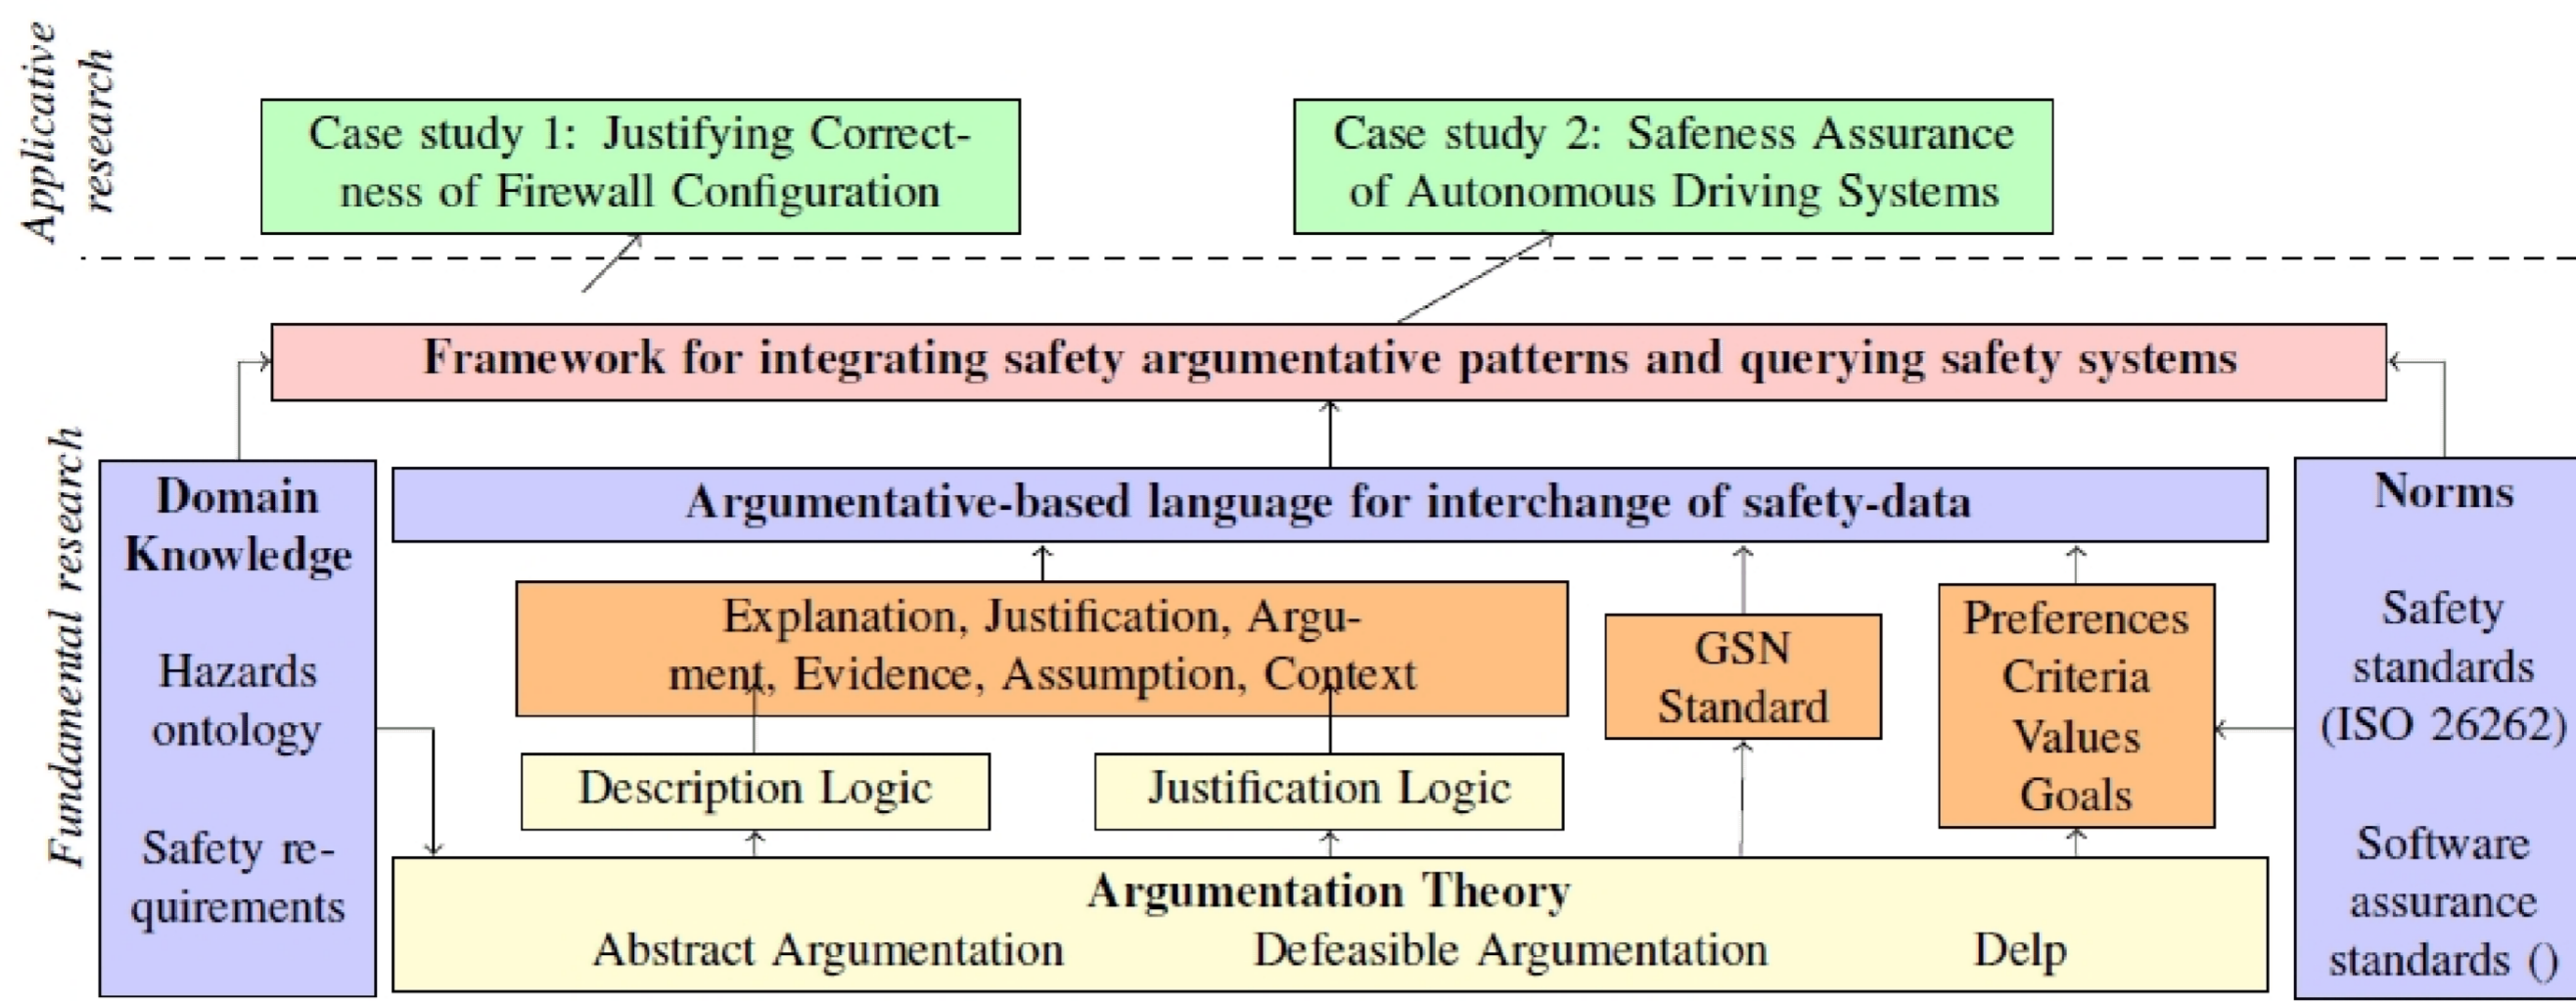 Applicative
research
Case study 1: Justifying Correct-
ness of Firewall Configuration
Case study 2: Safeness Assurance
of Autonomous Driving Systems
Framework for integrating safety argumentative patterns and querying safety systems
Fundamental research
Domain
Knowledge
Hazards
ontology
Safety re-
quirements
Argumentative-based language for interchange of safety-data
Explanation, Justification, Argu-
ment, Evidence, Assumption, Context
GSN
Standard
Preferences
Criteria
Values
Goals
Description Logic
Justification Logic
Argumentation Theory
Abstract Argumentation
Defeasible Argumentation
Delp
Norms
Safety
standards
(ISO 26262)
Software
assurance
standards ()